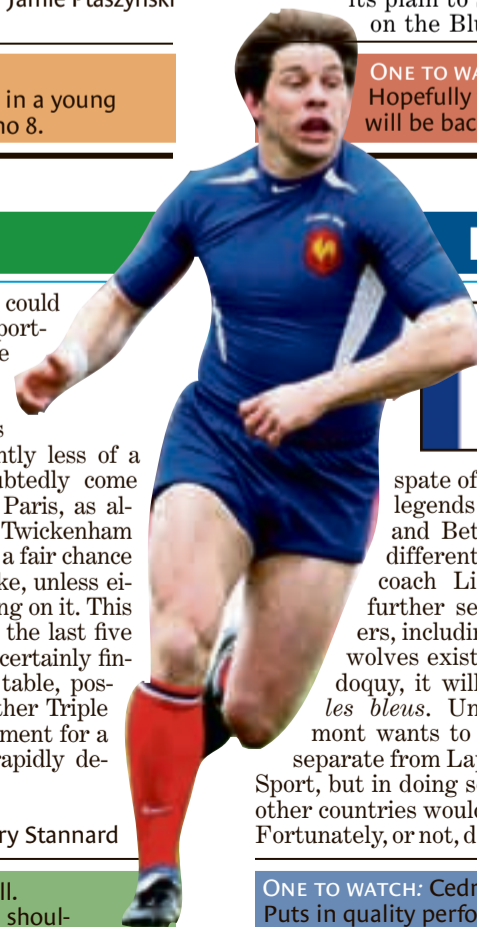 Jamie Ptaszynski
its plain to
on the Blu
in a young
no 8.
ONE TO WA
Hopefully
will be bac
could
port-
e
s
ntly less of a
ubtedly come
Paris, as al-
Twickenham
a fair chance
ke, unless ei-
ng on it. This
the last five
certainly fin-
table, pos-
ther Triple
ment for a
rapidly de-
ry Stannard
ll.
shoul-
spate of
legends
and Bet
different
coach Li
further se
ers, includin
wolves exist
doquy, it will
les bleus. Un
mont wants to
separate from La
Sport, but in doing s
other countries would
Fortunately, or not, d
ONE TO WATCH: Cedr
Puts in quality perfo